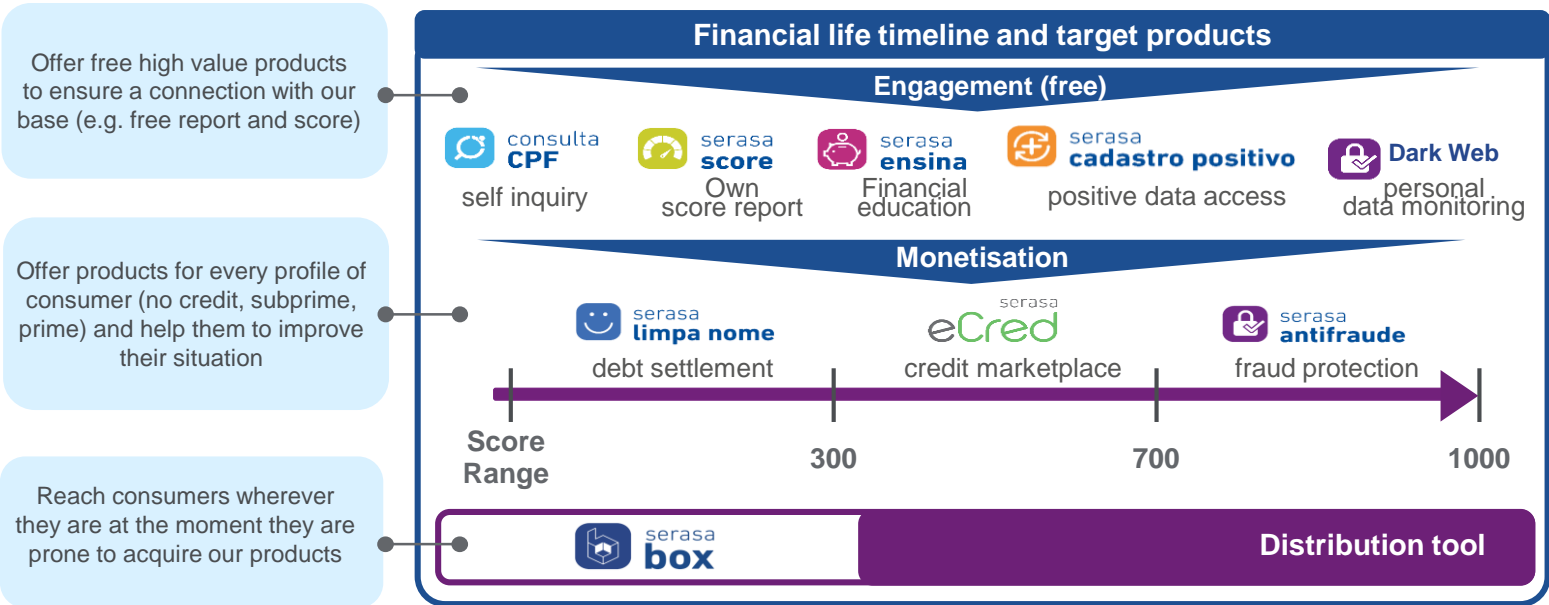 Offer free high value products
to ensure a connection with our
base (e.g. free report and score)
Offer products for every profile of
consumer (no credit, subprime,
prime) and help them to improve
their situation
Reach consumers wherever
they are at the moment they are
prone to acquire our products
Financial life timeline and target products
Engagement (free)
consulta
CPF
self inquiry
serasa
score
Own
score report
serasa
ensina
Financial
education
serasa
cadastro positivo
positive data access
Dark Web
personal
data monitoring
Monetisation
serasa
limpa nome
debt settlement
serasa
eCred
credit marketplace
serasa
antifraude
fraud protection
Score
Range
300
700
1000
serasa
box
Distribution tool